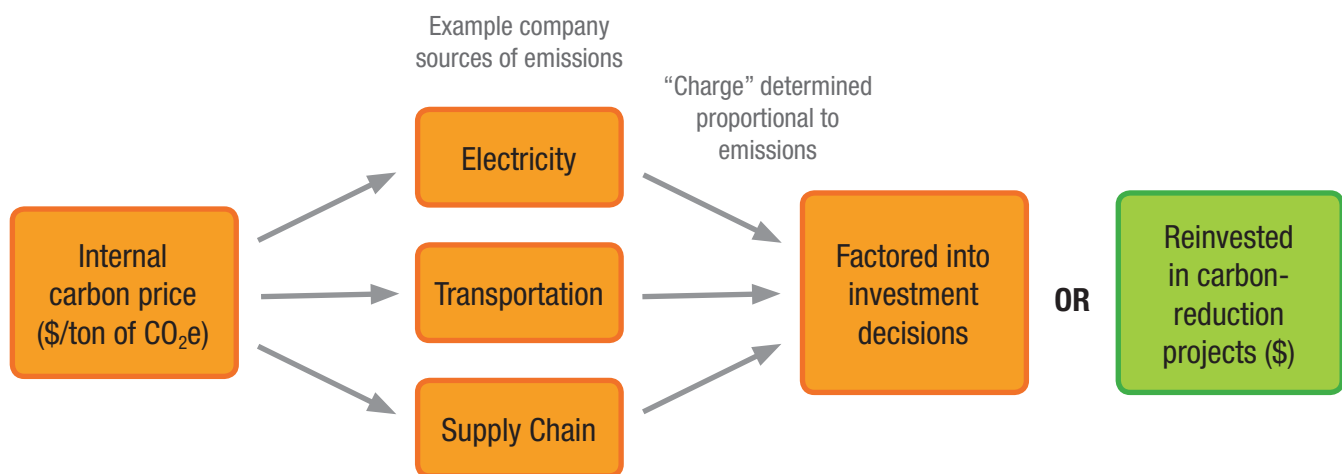 Example company
sources of emissions
“Charge” determined
proportional to
emissions
Internal
carbon price
($/ton of CO₂e)
Electricity
Transportation
Supply Chain
Factored into
investment
decisions
OR
Reinvested
in carbon-
reduction
projects ($)